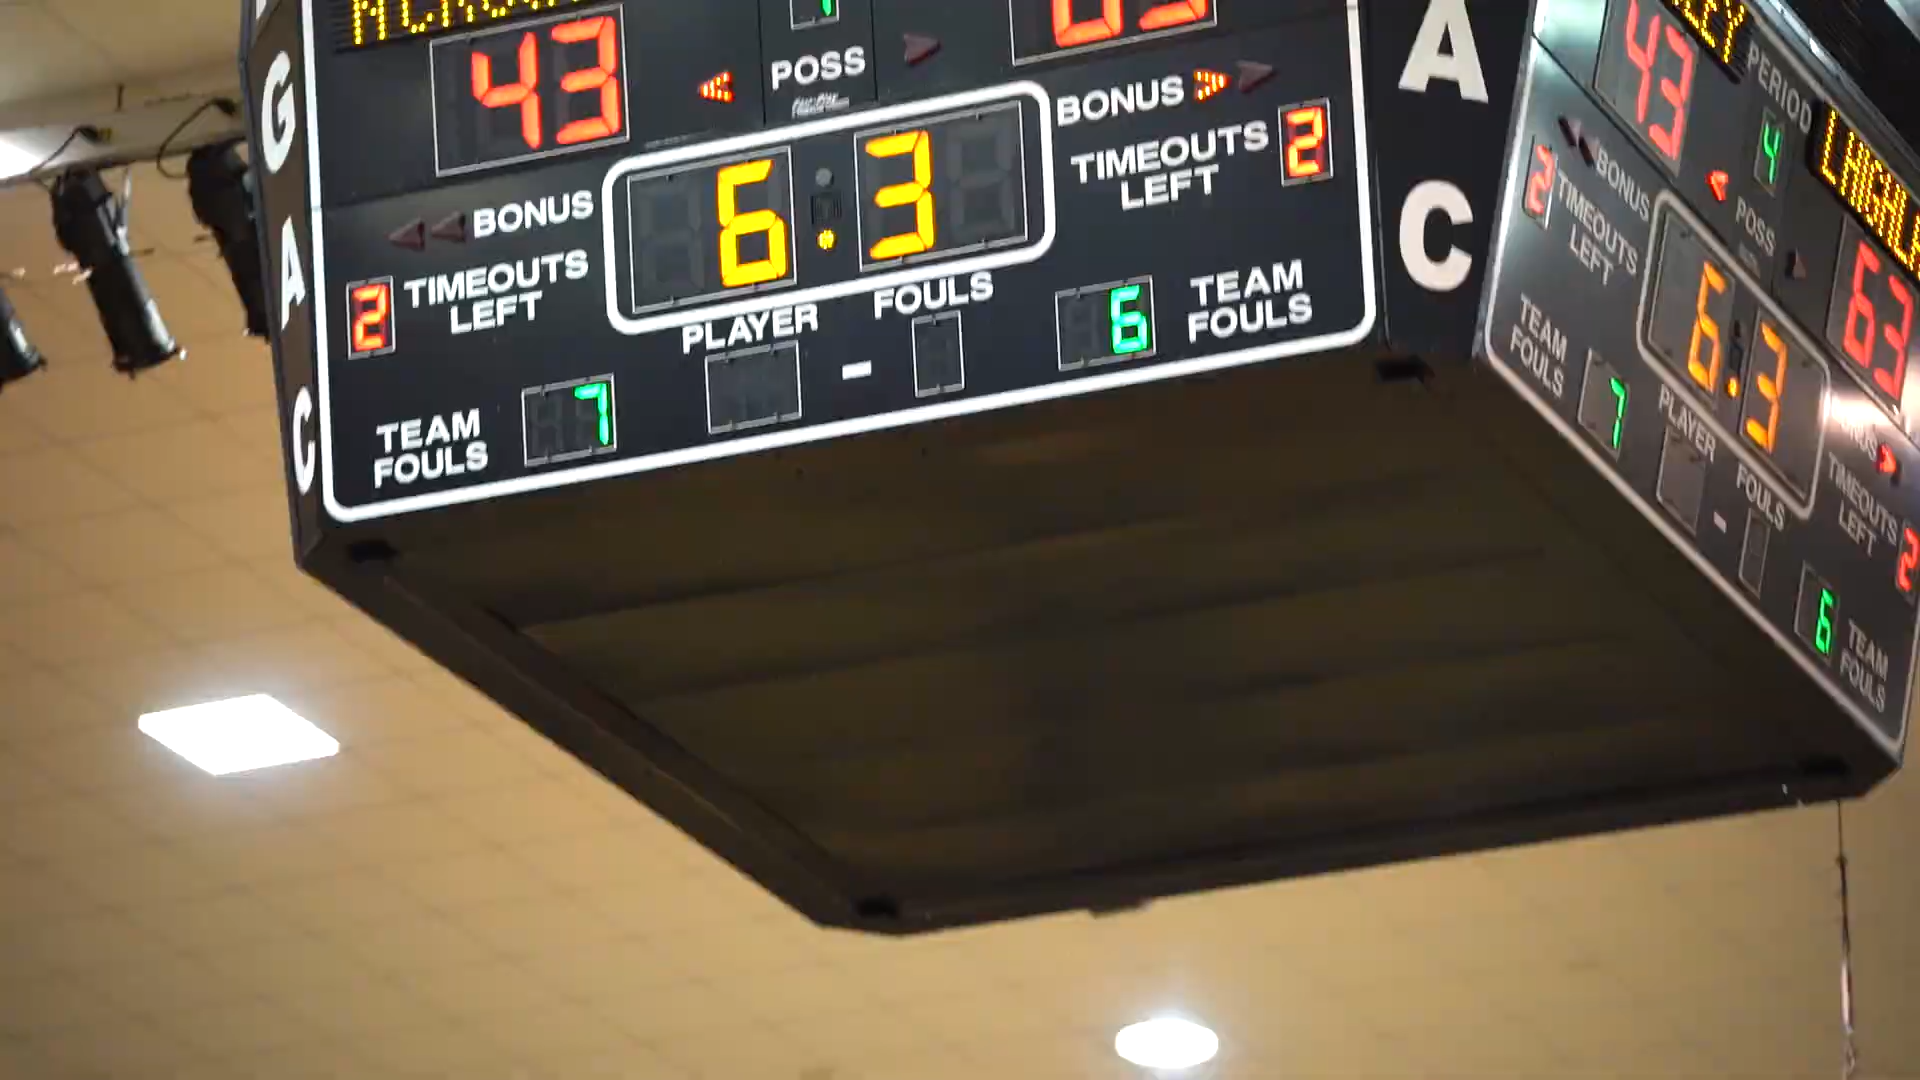 43
POSS
BONUS
6.3
BONUS
TIMEOUTS
LEFT
2
2
TIMEOUTS
LEFT
PLAYER
FOULS
6
TEAM
FOULS
TEAM
FOULS
7
-
G
A
C
A
C
43
PERIOD
4
BONUS
POSS
2
TIMEOUTS
LEFT
63
6.3
TEAM
FOULS
7
PLAYER
FOULS
-
TIMEOUTS
LEFT
2
6
TEAM
FOULS